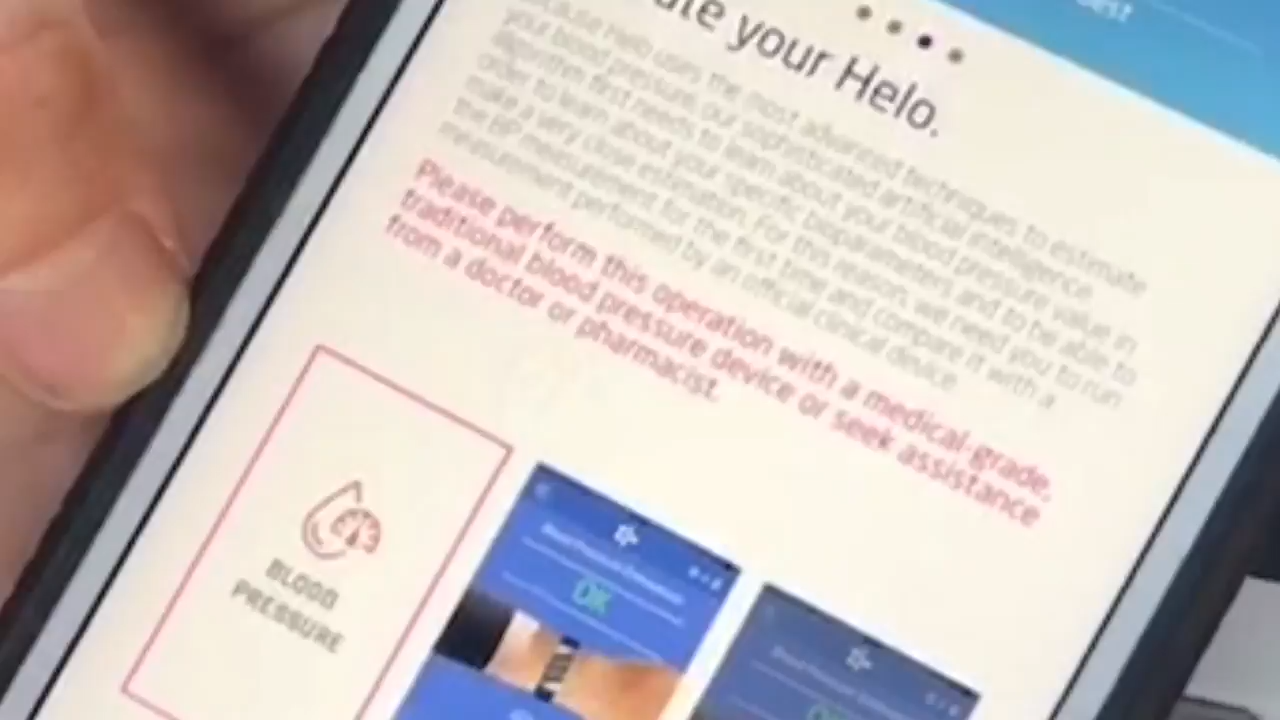 your Helo.
Because Helo uses the most advanced techniques to estimate
your blood pressure, our sophisticated artificial intelligence
algorithm first needs to learn about your blood pressure value in
order to learn about your specific bioparameters and to be able to
make a very close estimation. For this reason, we need you to run
the BP measurement for the first time and compare it with a
measurement performed by an official clinical device.
Please perform this operation with a medical-grade,
traditional blood pressure device or seek assistance
from a doctor or pharmacist.
BLOOD
PRESSURE
OK
OK